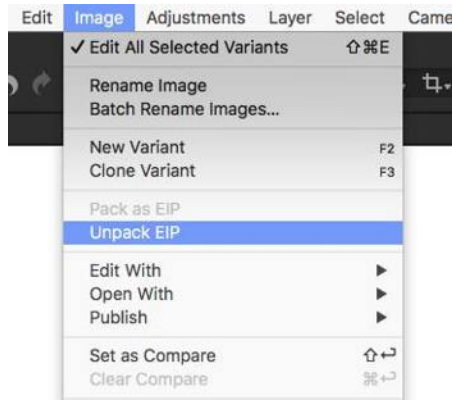 Edit Image Adjustments Layer Select Came
✓ Edit All Selected Variants ⇧⌘E
Rename Image
Batch Rename Images...
New Variant F2
Clone Variant F3
Pack as EIP
Unpack EIP
Edit With ▶
Open With ▶
Publish ▶
Set as Compare ⇧↩
Clear Compare ⌘↩